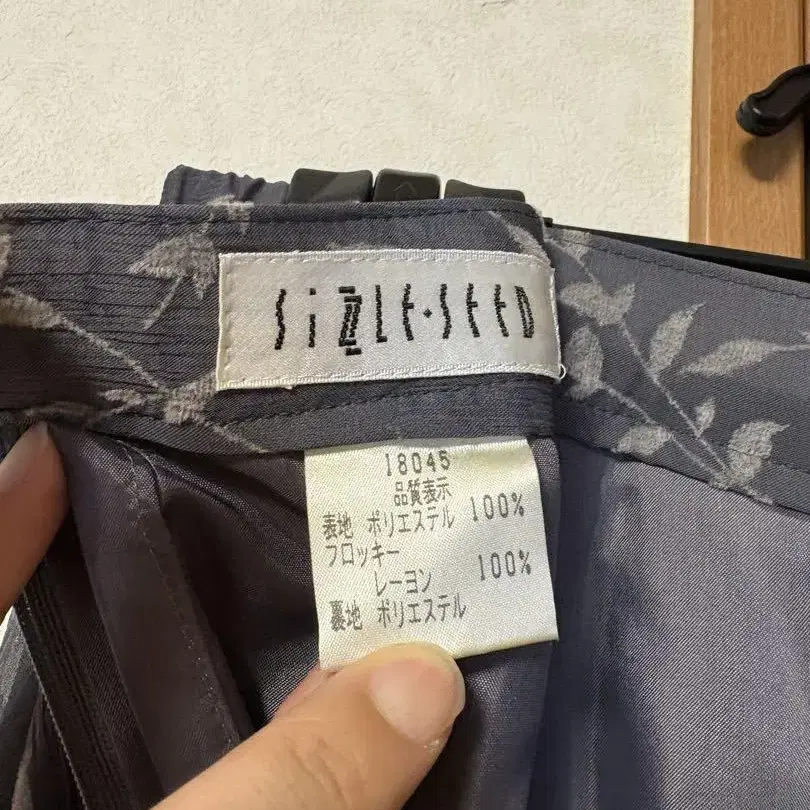 SiZZLE・SEED
18045
品質表示
表地 ポリエステル 100%
フロッキー
レーヨン 100%
裏地 ポリエステル